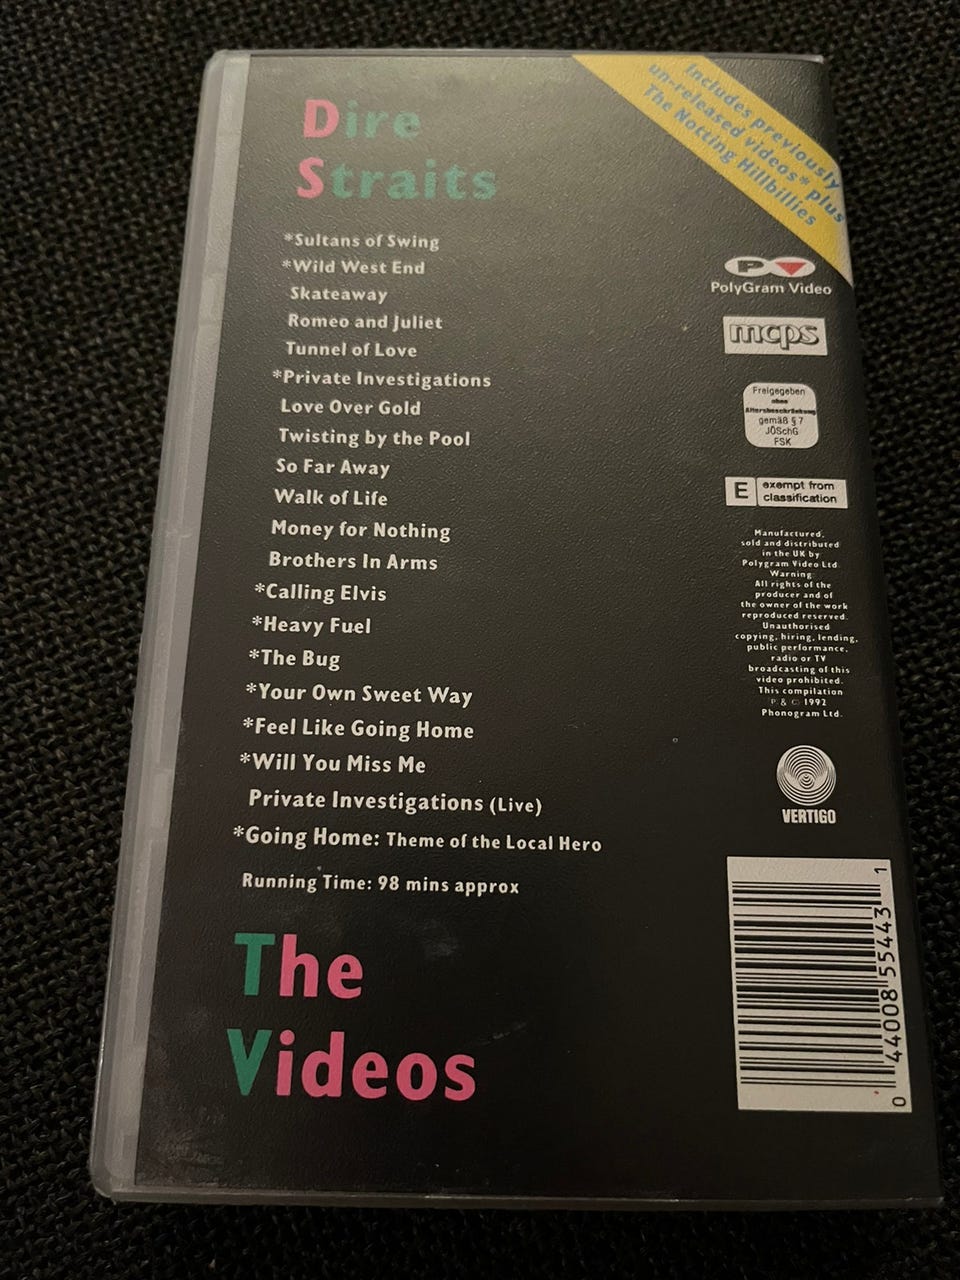 Includes previously
un-released videos* plus
The Notting Hillbillies
Dire
Straits
*Sultans of Swing
*Wild West End
Skateaway
Romeo and Juliet
Tunnel of Love
*Private Investigations
Love Over Gold
Twisting by the Pool
So Far Away
Walk of Life
Money for Nothing
Brothers In Arms
*Calling Elvis
*Heavy Fuel
*The Bug
*Your Own Sweet Way
*Feel Like Going Home
*Will You Miss Me
Private Investigations (Live)
*Going Home: Theme of the Local Hero
Running Time: 98 mins approx
The
Videos
P
PolyGram Video
mcps
Freigegeben
ohne
Altersbeschränkung
gemäß § 7
JÖSchG
FSK
E exempt from
classification
Manufactured,
sold and distributed
in the UK by
Polygram Video Ltd
Warning:
All rights of the
producer and of
the owner of the work
reproduced reserved.
Unauthorised
copying, hiring, lending,
public performance,
radio or TV
broadcasting of this
video prohibited.
This compilation
P & © 1992
Phonogram Ltd.
VERTIGO
0 44008 55443 1